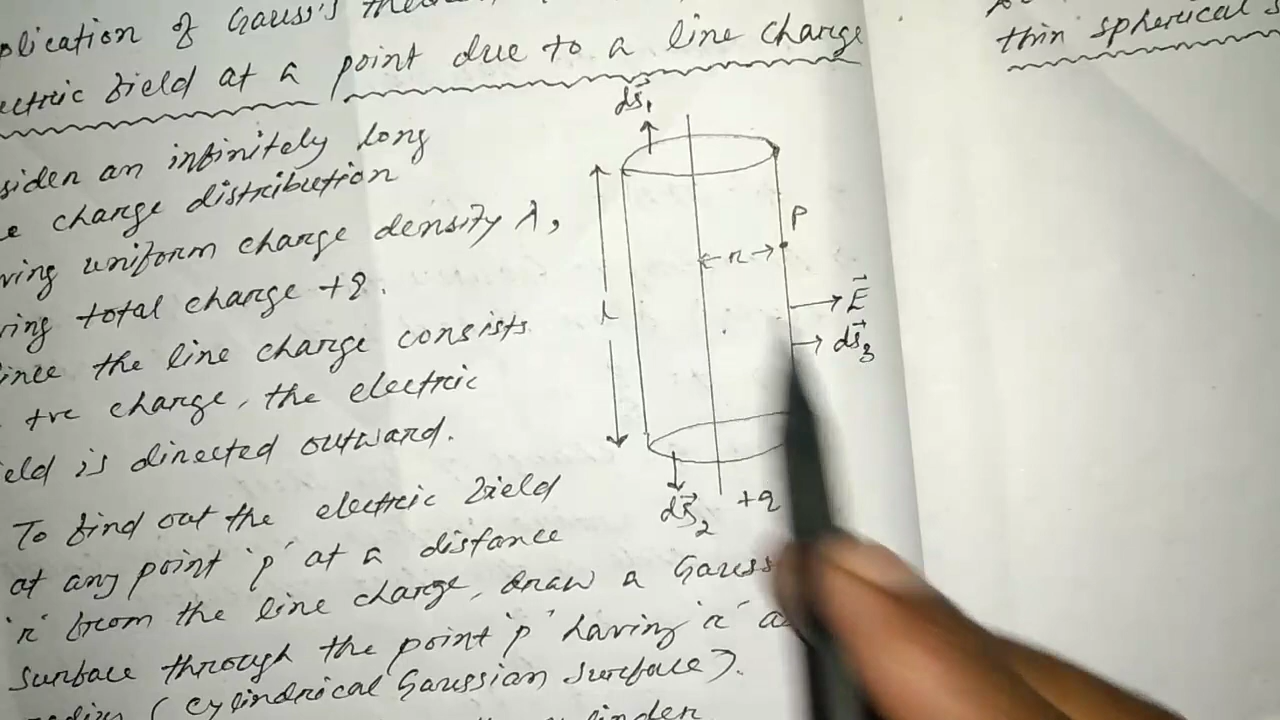 plication of Gauss's
ectric field at a point due to a line charge
thin spherical s
siden an infinitely long
e charge distribution
ving uniform charge density λ,
ving total charge +q.
ince the line charge consists
+ve charge, the electric
eld is directed outward.
To find out the electric field
at any point 'p' at a distance
'r' from the line charge, draw a Gauss
surface through the point 'p' having 'r' a
(cylindrical Gaussian surface).
linder
ds₁
P
r
l
E
ds₃
ds₂
+q